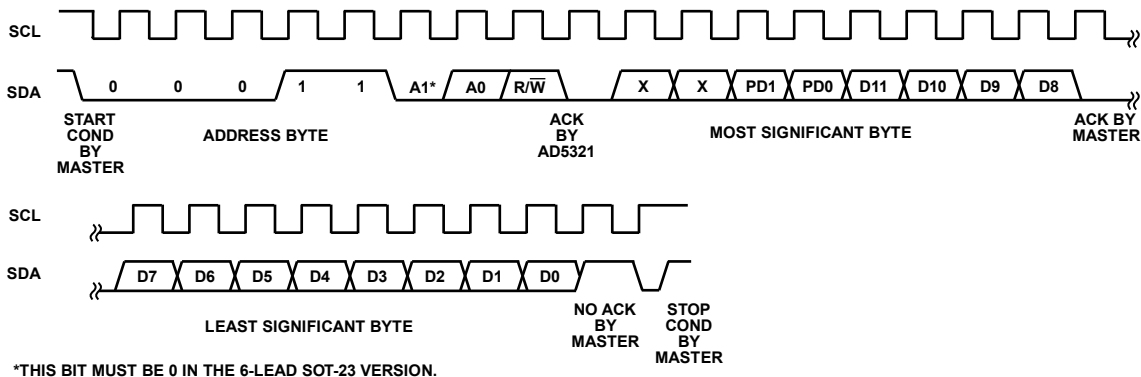 SCL
SDA
0 0 0 1 1 A1* A0 R/W̅ X X PD1 PD0 D11 D10 D9 D8
START
COND
BY
MASTER
ADDRESS BYTE
ACK
BY
AD5321
MOST SIGNIFICANT BYTE
ACK BY
MASTER
SCL
SDA
D7 D6 D5 D4 D3 D2 D1 D0
LEAST SIGNIFICANT BYTE
NO ACK
BY
MASTER
STOP
COND
BY
MASTER
*THIS BIT MUST BE 0 IN THE 6-LEAD SOT-23 VERSION.